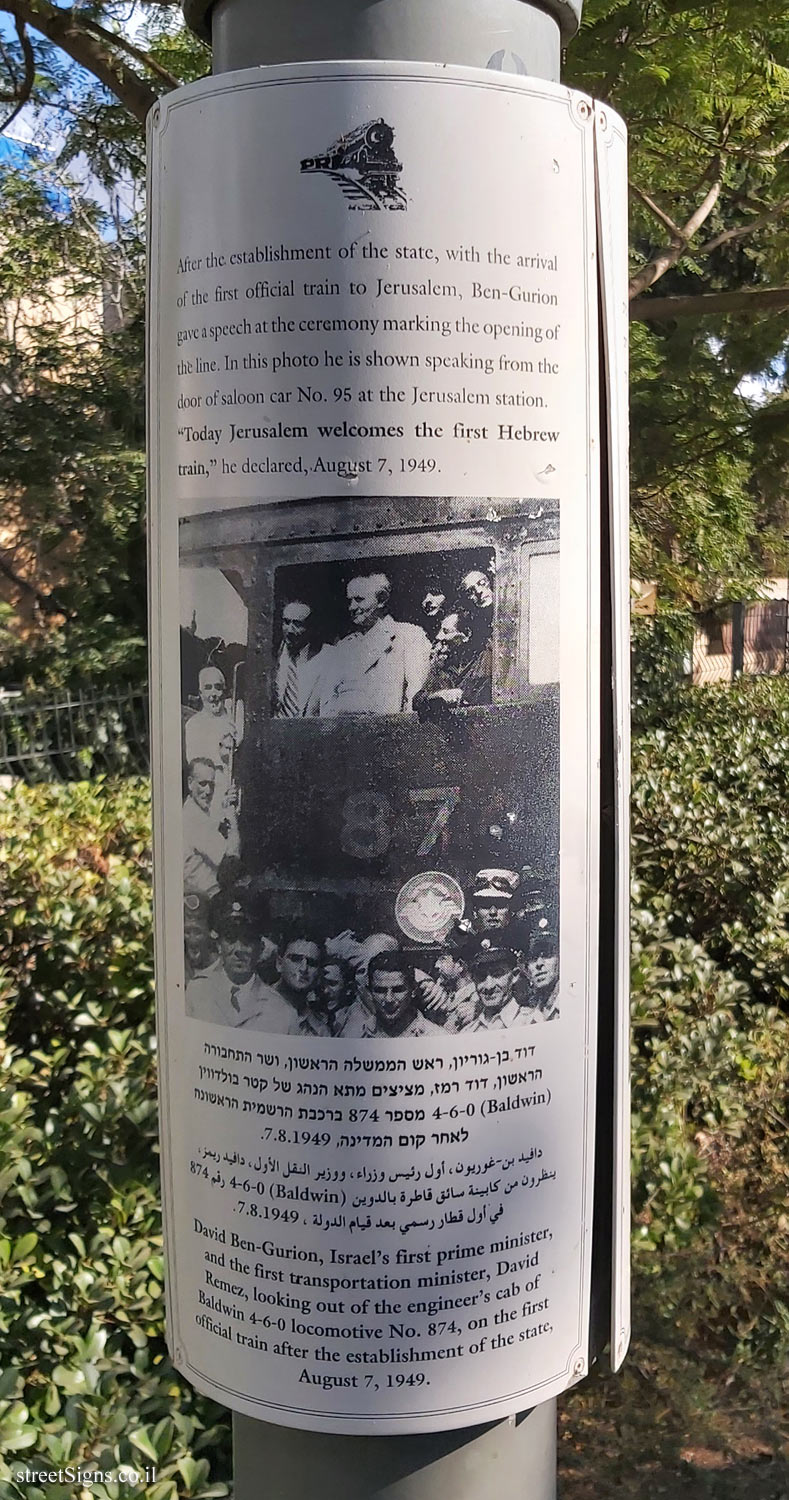 PRI
After the establishment of the state, with the arrival
of the first official train to Jerusalem, Ben-Gurion
gave a speech at the ceremony marking the opening of
the line. In this photo he is shown speaking from the
door of saloon car No. 95 at the Jerusalem station.
“Today Jerusalem welcomes the first Hebrew
train,” he declared, August 7, 1949.
87
דוד בן-גוריון, ראש הממשלה הראשון, ושר התחבורה
הראשון, דוד רמז, מציצים מתא הנהג של קטר בולדווין
(Baldwin) 4-6-0 מספר 874 ברכבת הרשמית הראשונה
לאחר קום המדינה, 7.8.1949.
دافيد بن-غوريون، أول رئيس وزراء، ووزير النقل الأول، دافيد ريمز،
ينظرون من كابينة سائق قاطرة بالدوين (Baldwin) 4-6-0 رقم 874
في أول قطار رسمي بعد قيام الدولة ، 7.8.1949.
David Ben-Gurion, Israel’s first prime minister,
and the first transportation minister, David
Remez, looking out of the engineer’s cab of
Baldwin 4-6-0 locomotive No. 874, on the first
official train after the establishment of the state,
August 7, 1949.
streetSigns.co.il